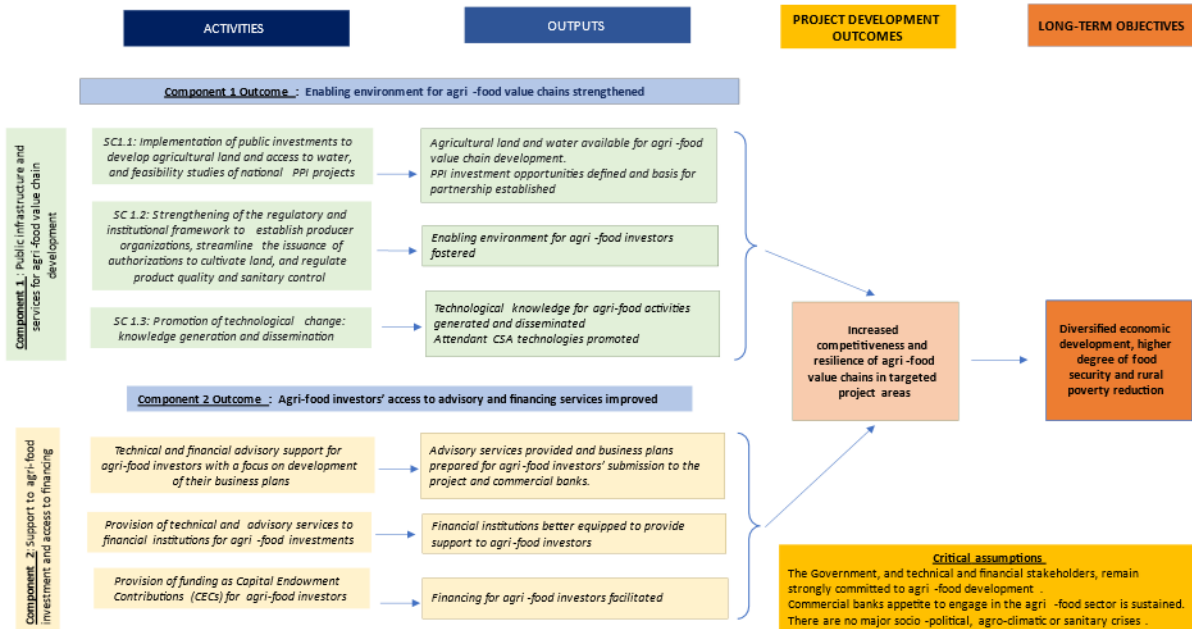 ACTIVITIES
OUTPUTS
PROJECT DEVELOPMENT
OUTCOMES
LONG-TERM OBJECTIVES
Component 1 Outcome : Enabling environment for agri -food value chains strengthened
Component 1 : Public infrastructure and
services for agri-food value chain
development
SC1.1: Implementation of public investments to
develop agricultural land and access to water,
and feasibility studies of national PPI projects
Agricultural land and water available for agri -food
value chain development.
PPI investment opportunities defined and basis for
partnership established
SC 1.2: Strengthening of the regulatory and
institutional framework to establish producer
organizations, streamline the issuance of
authorizations to cultivate land, and regulate
product quality and sanitary control
Enabling environment for agri -food investors
fostered
SC 1.3: Promotion of technological change:
knowledge generation and dissemination
Technological knowledge for agri-food activities
generated and disseminated
Attendant CSA technologies promoted
Increased
competitiveness and
resilience of agri -food
value chains in targeted
project areas
Diversified economic
development, higher
degree of food
security and rural
poverty reduction
Component 2 Outcome : Agri-food investors' access to advisory and financing services improved
Component 2: Support to agri-food
investment and access to financing
Technical and financial advisory support for
agri-food investors with a focus on development
of their business plans
Advisory services provided and business plans
prepared for agri-food investors' submission to the
project and commercial banks.
Provision of technical and advisory services to
financial institutions for agri -food investments
Financial institutions better equipped to provide
support to agri-food investors
Provision of funding as Capital Endowment
Contributions (CECs) for agri-food investors
Financing for agri -food investors facilitated
Critical assumptions
The Government, and technical and financial stakeholders, remain
strongly committed to agri -food development .
Commercial banks appetite to engage in the agri -food sector is sustained.
There are no major socio -political, agro-climatic or sanitary crises .